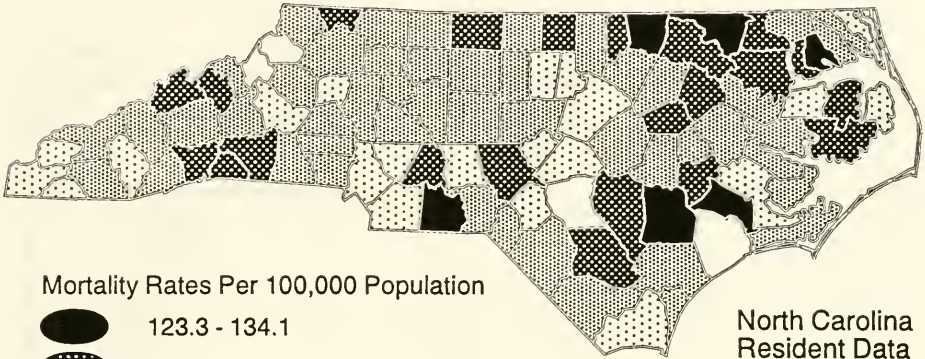 Mortality Rates Per 100,000 Population
123.3 - 134.1
North Carolina
Resident Data